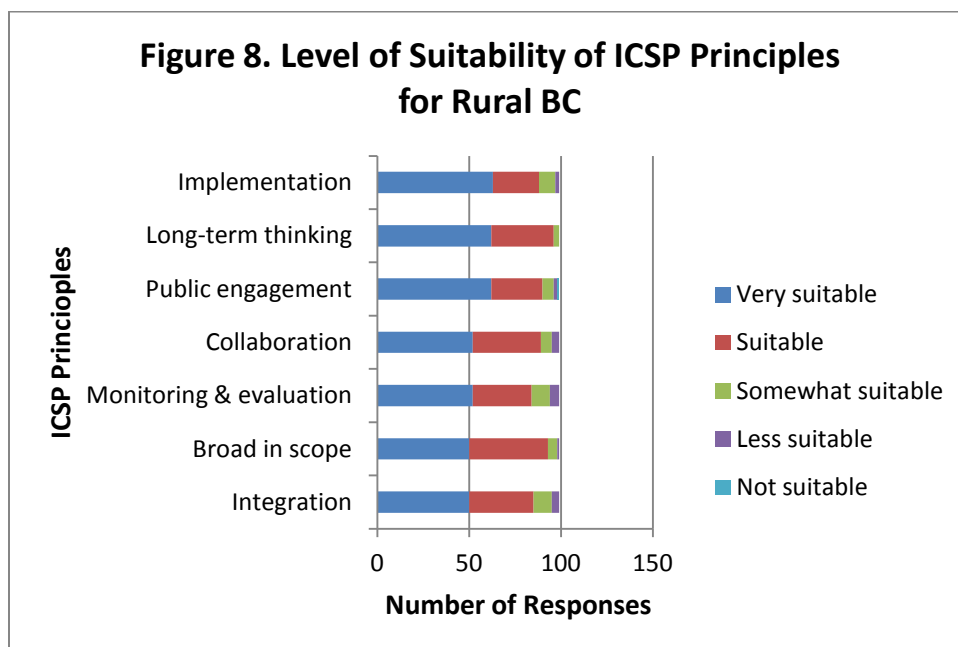 Figure 8. Level of Suitability of ICSP Principles
for Rural BC
ICSP Princioples
Implementation
Long-term thinking
Public engagement
Collaboration
Monitoring & evaluation
Broad in scope
Integration
0 50 100 150
Number of Responses
Very suitable
Suitable
Somewhat suitable
Less suitable
Not suitable